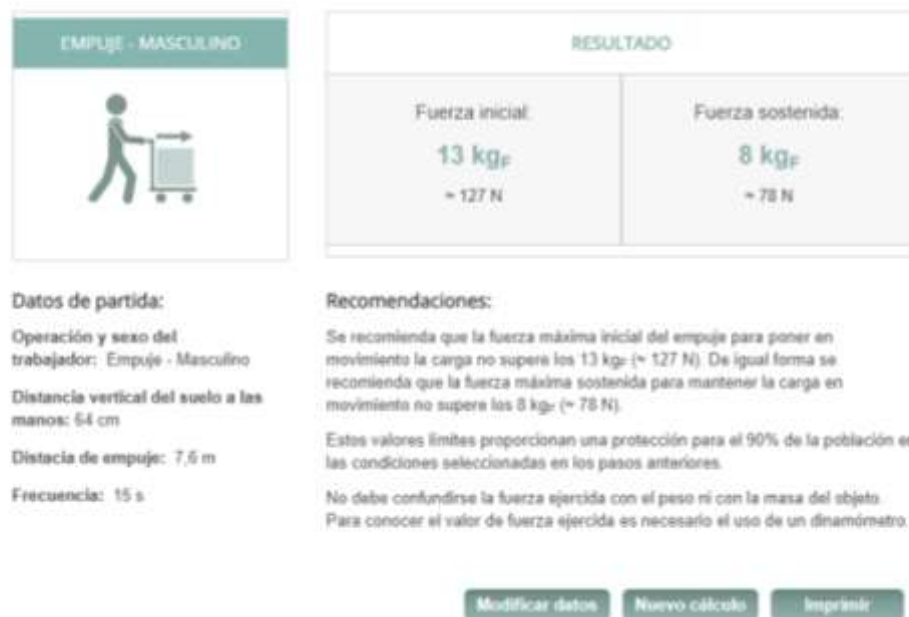 EMPUJE - MASCULINO
RESULTADO
Fuerza inicial:
13 kgF
~ 127 N
Fuerza sostenida:
8 kgF
~ 78 N
Datos de partida:
Operación y sexo del
trabajador: Empuje - Masculino
Distancia vertical del suelo a las
manos: 64 cm
Distacia de empuje: 7,6 m
Frecuencia: 15 s
Recomendaciones:
Se recomienda que la fuerza máxima inicial del empuje para poner en
movimiento la carga no supere los 13 kgF (~ 127 N). De igual forma se
recomienda que la fuerza máxima sostenida para mantener la carga en
movimiento no supere los 8 kgF (~ 78 N).
Estos valores límites proporcionan una protección para el 90% de la población en
las condiciones seleccionadas en los pasos anteriores.
No debe confundirse la fuerza ejercida con el peso ni con la masa del objeto.
Para conocer el valor de fuerza ejercida es necesario el uso de un dinamómetro.
Modificar datos
Nuevo cálculo
Imprimir